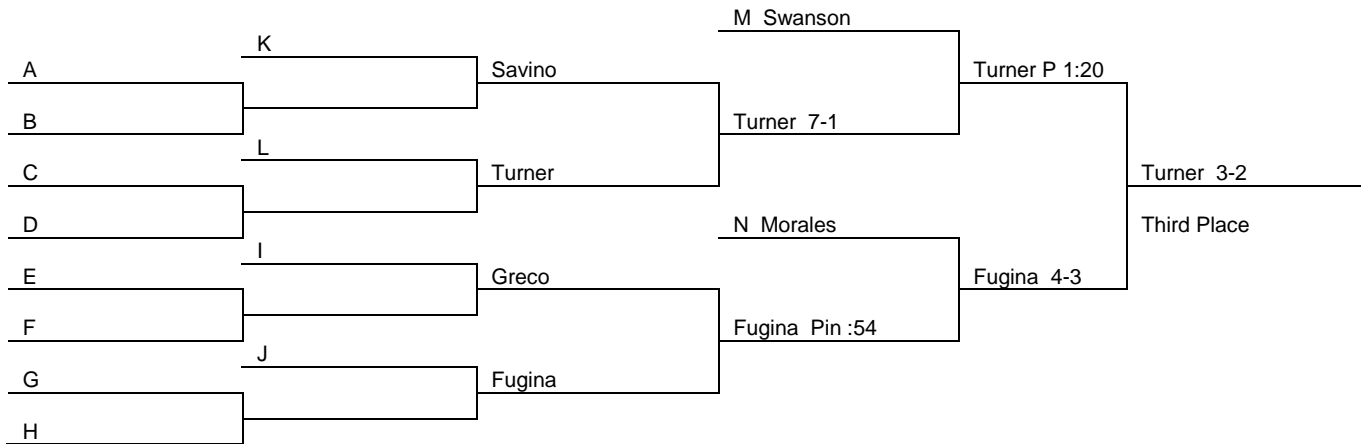 M Swanson
K
A
Savino
Turner P 1:20
B
Turner 7-1
L
C
Turner
Turner 3-2
D
N Morales
Third Place
I
E
Greco
Fugina 4-3
F
Fugina Pin :54
J
G
Fugina
H